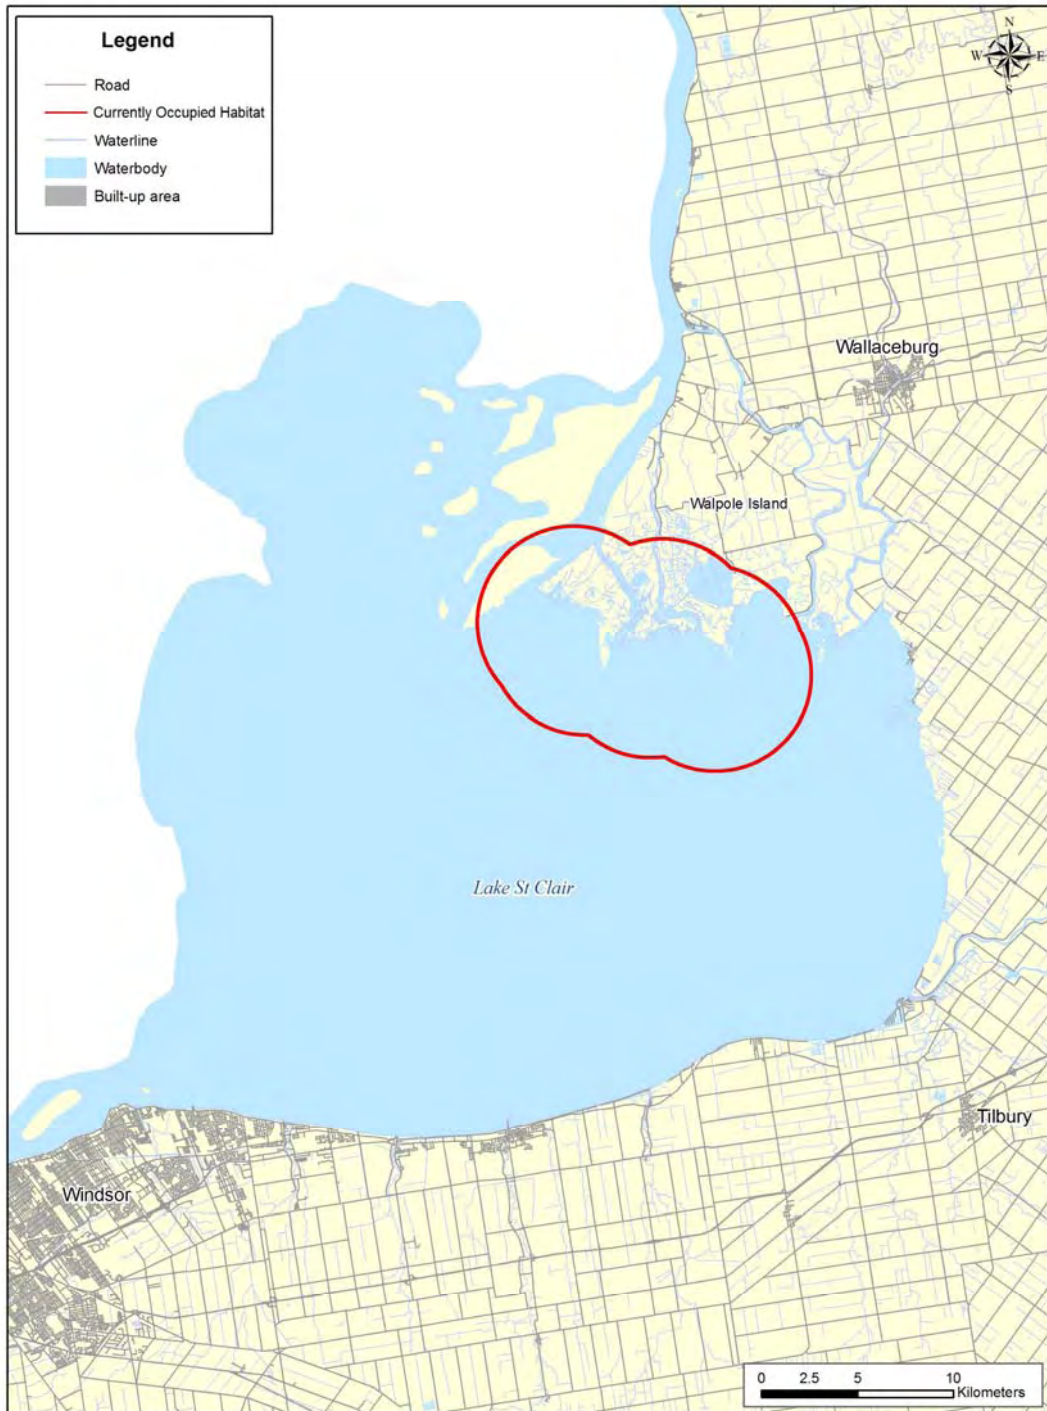 Legend
Road
Currently Occupied Habitat
Waterline
Waterbody
Built-up area
N
W E
S
Wallaceburg
Walpole Island
Lake St Clair
Tilbury
Windsor
0 2.5 5 10
Kilometers